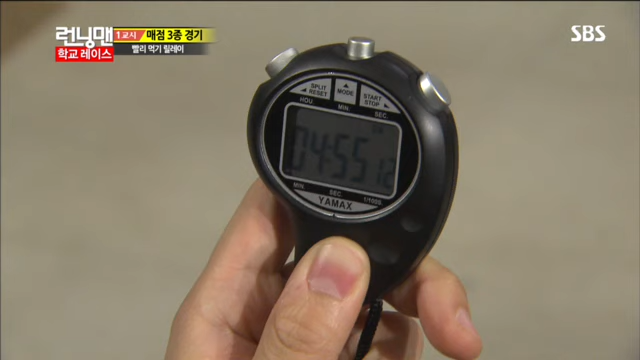 런닝맨
학교 레이스
1교시 매점 3종 경기
빨리 먹기 릴레이
SBS
SPLIT
RESET
MODE
START
STOP
HOU. MIN. SEC.
04:55 12
MIN. SEC. 1/100S.
YAMAX